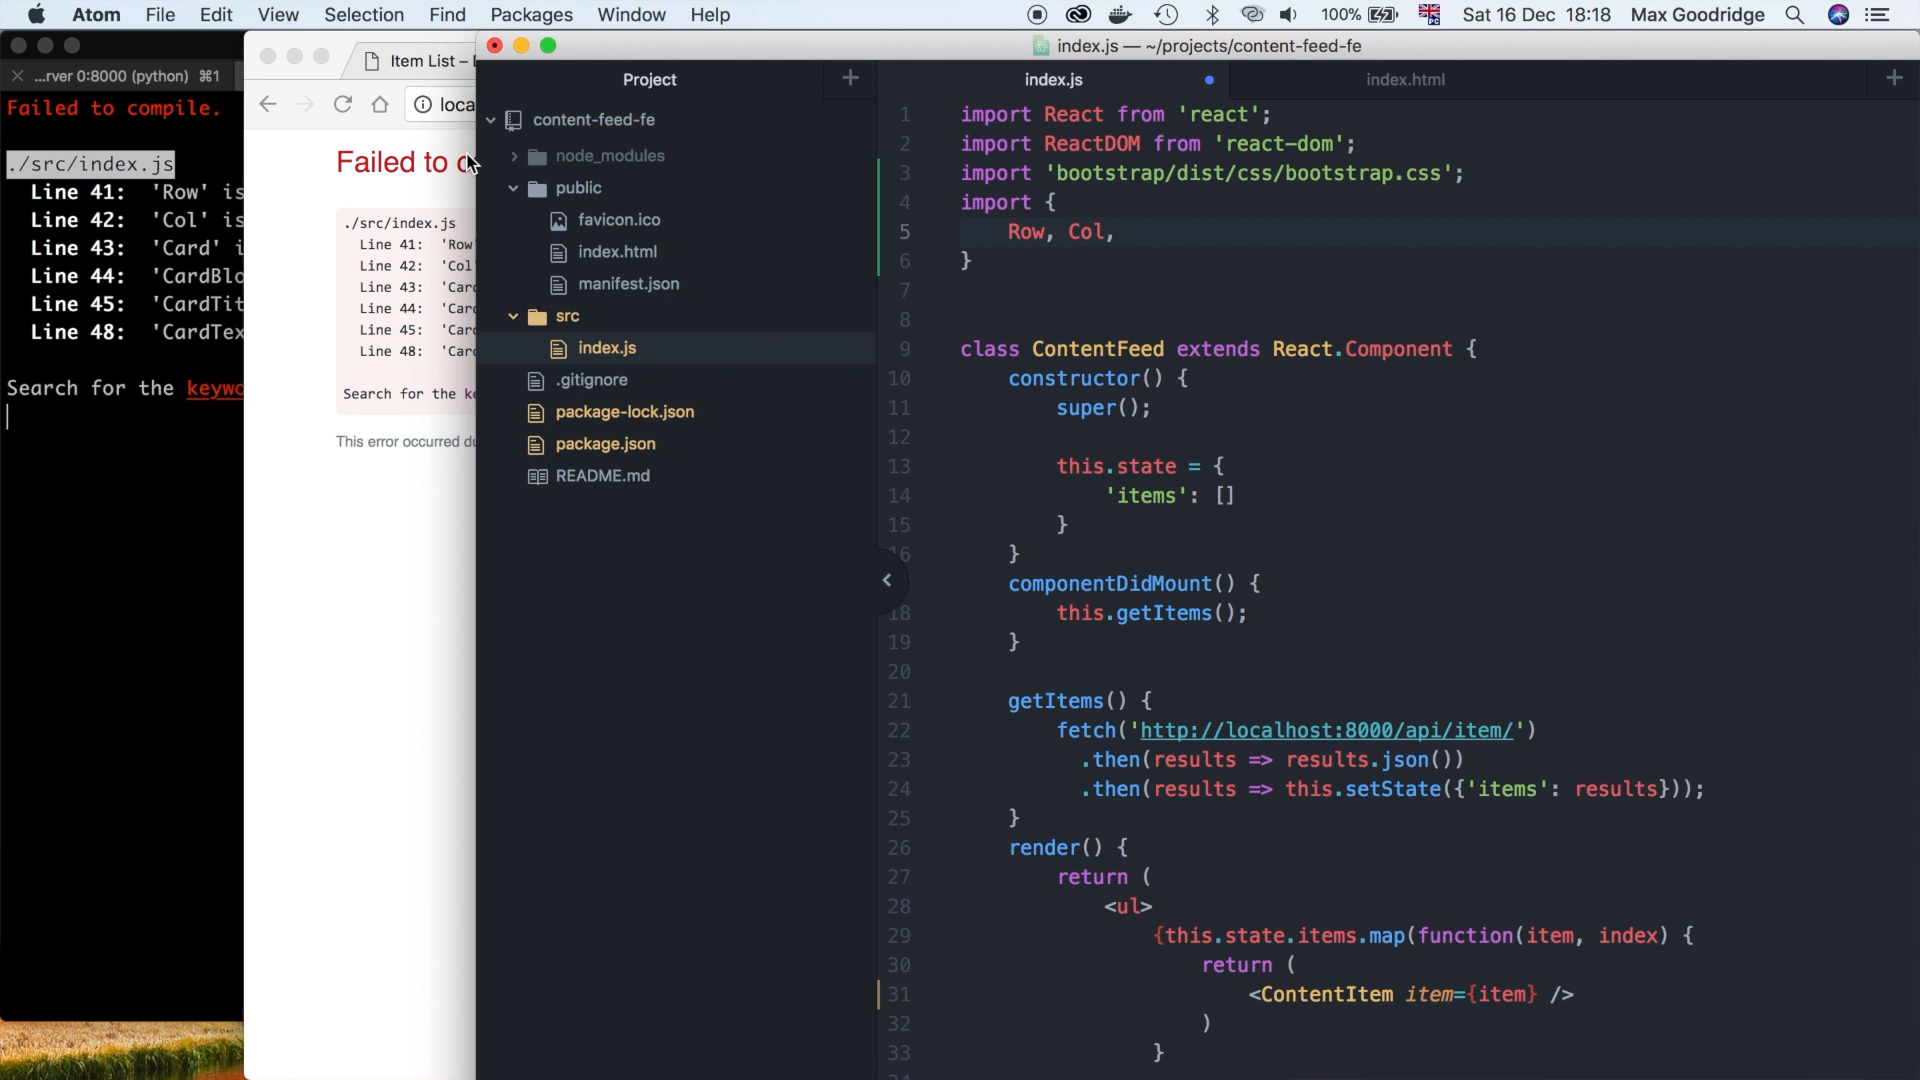 Atom File Edit View Selection Find Packages Window Help
100% Sat 16 Dec 18:18 Max Goodridge
...rver 0:8000 (python) ⌘1
Failed to compile.
./src/index.js
Line 41: 'Row' is
Line 42: 'Col' is
Line 43: 'Card' i
Line 44: 'CardBlo
Line 45: 'CardTit
Line 48: 'CardTex
Search for the keywo
Item List –
loca
Failed to c
./src/index.js
Line 41: 'Row'
Line 42: 'Col'
Line 43: 'Card
Line 44: 'Card
Line 45: 'Card
Line 48: 'Card
Search for the ke
This error occurred du
index.js — ~/projects/content-feed-fe
Project
content-feed-fe
node_modules
public
favicon.ico
index.html
manifest.json
src
index.js
.gitignore
package-lock.json
package.json
README.md
index.js
index.html
1 import React from 'react';
2 import ReactDOM from 'react-dom';
3 import 'bootstrap/dist/css/bootstrap.css';
4 import {
5 Row, Col,
6 }
7
8
9 class ContentFeed extends React.Component {
10 constructor() {
11 super();
12
13 this.state = {
14 'items': []
15 }
16 }
componentDidMount() {
18 this.getItems();
19 }
20
21 getItems() {
22 fetch('http://localhost:8000/api/item/')
23 .then(results => results.json())
24 .then(results => this.setState({'items': results}));
25 }
26 render() {
27 return (
28 <ul>
29 {this.state.items.map(function(item, index) {
30 return (
31 <ContentItem item={item} />
32 )
33 }